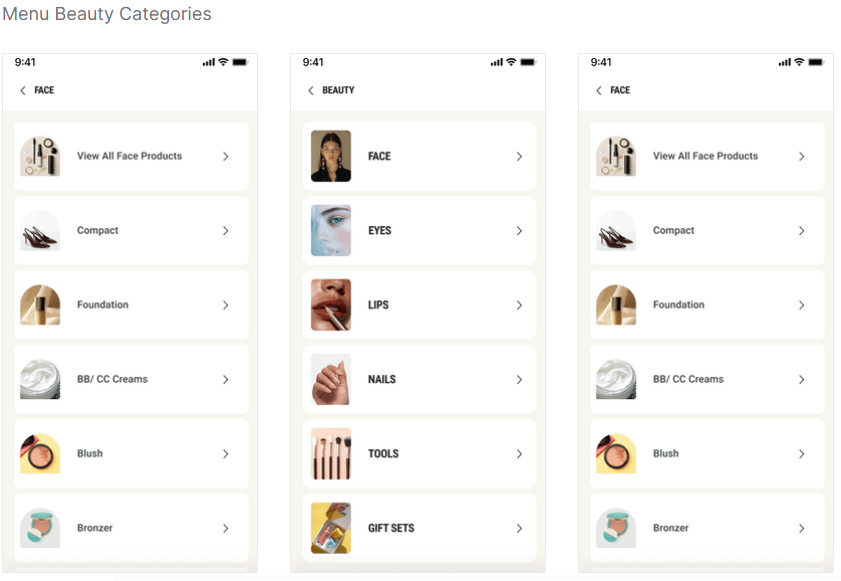 Menu Beauty Categories
9:41
FACE
View All Face Products
Compact
Foundation
BB/ CC Creams
Blush
Bronzer
9:41
BEAUTY
FACE
EYES
LIPS
NAILS
TOOLS
GIFT SETS
9:41
FACE
View All Face Products
Compact
Foundation
BB/ CC Creams
Blush
Bronzer